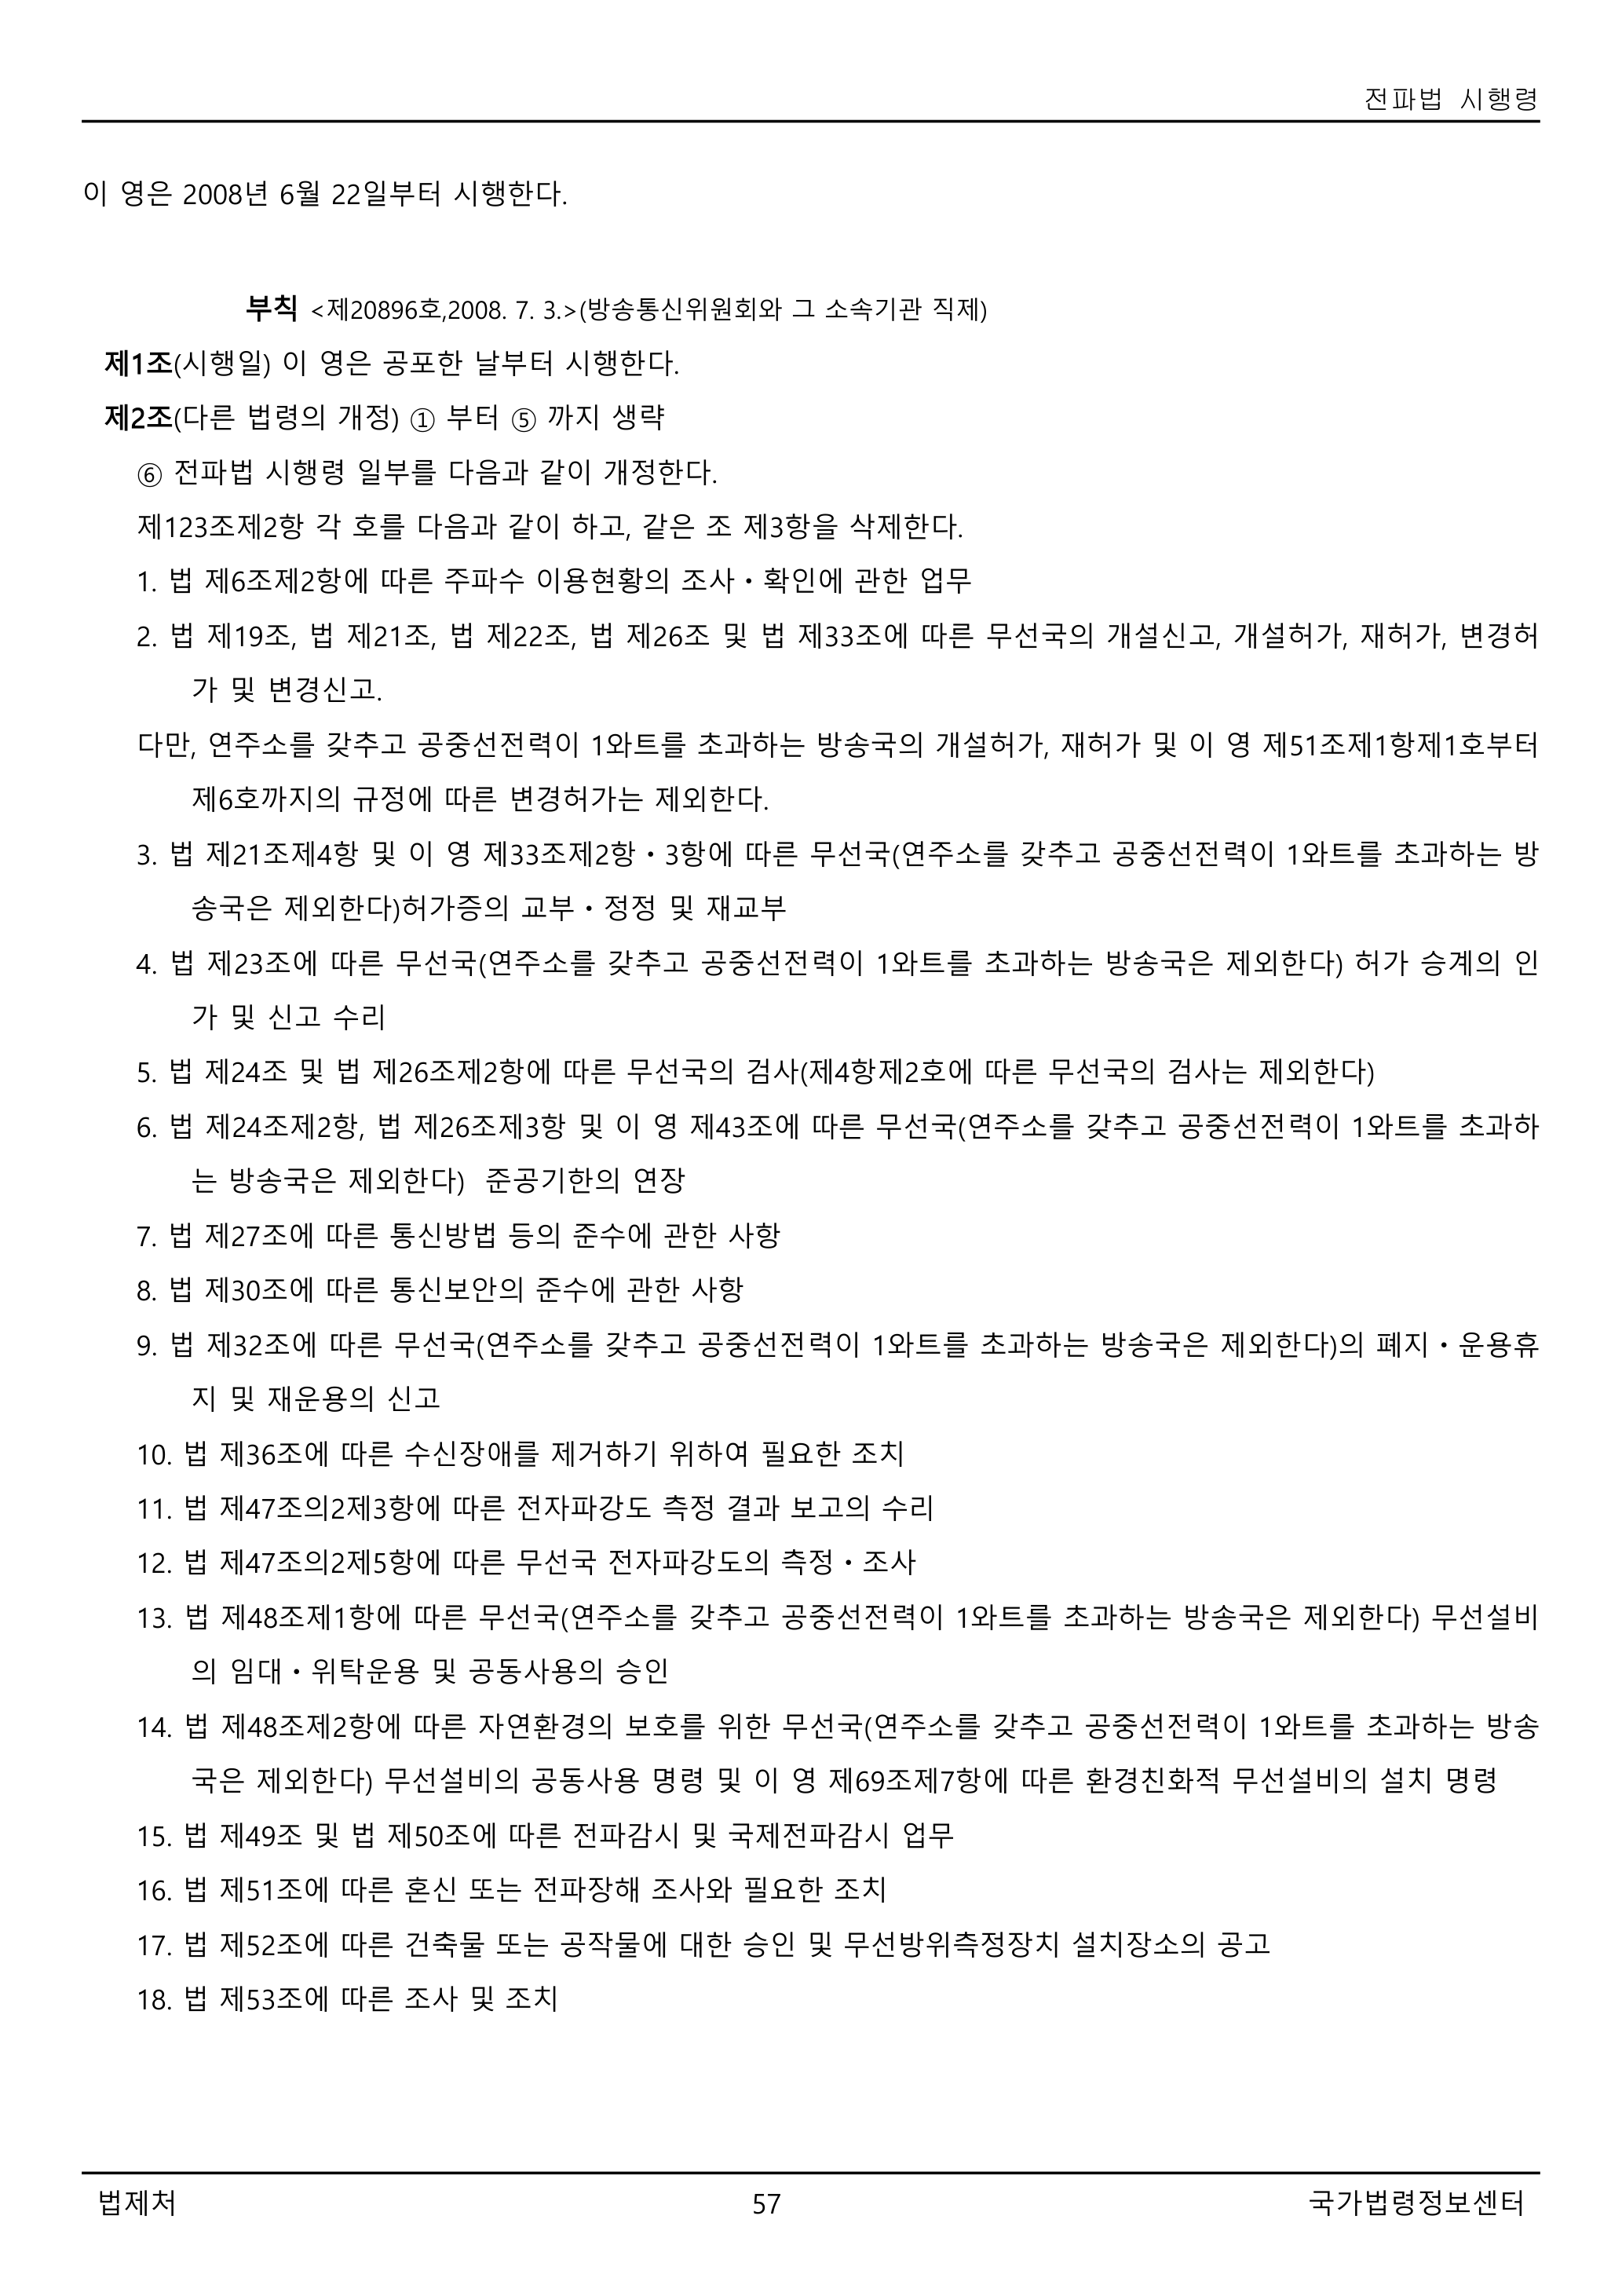 전파법 시행령
이 영은 2008년 6월 22일부터 시행한다.
부칙 <제20896호,2008. 7. 3.>(방송통신위원회와 그 소속기관 직제)
제1조(시행일) 이 영은 공포한 날부터 시행한다.
제2조(다른 법령의 개정) ① 부터 ⑤ 까지 생략
⑥ 전파법 시행령 일부를 다음과 같이 개정한다.
제123조제2항 각 호를 다음과 같이 하고, 같은 조 제3항을 삭제한다.
1. 법 제6조제2항에 따른 주파수 이용현황의 조사•확인에 관한 업무
2. 법 제19조, 법 제21조, 법 제22조, 법 제26조 및 법 제33조에 따른 무선국의 개설신고, 개설허가, 재허가, 변경허
가 및 변경신고.
다만, 연주소를 갖추고 공중선전력이 1와트를 초과하는 방송국의 개설허가, 재허가 및 이 영 제51조제1항제1호부터
제6호까지의 규정에 따른 변경허가는 제외한다.
3. 법 제21조제4항 및 이 영 제33조제2항•3항에 따른 무선국(연주소를 갖추고 공중선전력이 1와트를 초과하는 방
송국은 제외한다)허가증의 교부•정정 및 재교부
4. 법 제23조에 따른 무선국(연주소를 갖추고 공중선전력이 1와트를 초과하는 방송국은 제외한다) 허가 승계의 인
가 및 신고 수리
5. 법 제24조 및 법 제26조제2항에 따른 무선국의 검사(제4항제2호에 따른 무선국의 검사는 제외한다)
6. 법 제24조제2항, 법 제26조제3항 및 이 영 제43조에 따른 무선국(연주소를 갖추고 공중선전력이 1와트를 초과하
는 방송국은 제외한다)  준공기한의 연장
7. 법 제27조에 따른 통신방법 등의 준수에 관한 사항
8. 법 제30조에 따른 통신보안의 준수에 관한 사항
9. 법 제32조에 따른 무선국(연주소를 갖추고 공중선전력이 1와트를 초과하는 방송국은 제외한다)의 폐지•운용휴
지 및 재운용의 신고
10. 법 제36조에 따른 수신장애를 제거하기 위하여 필요한 조치
11. 법 제47조의2제3항에 따른 전자파강도 측정 결과 보고의 수리
12. 법 제47조의2제5항에 따른 무선국 전자파강도의 측정•조사
13. 법 제48조제1항에 따른 무선국(연주소를 갖추고 공중선전력이 1와트를 초과하는 방송국은 제외한다) 무선설비
의 임대•위탁운용 및 공동사용의 승인
14. 법 제48조제2항에 따른 자연환경의 보호를 위한 무선국(연주소를 갖추고 공중선전력이 1와트를 초과하는 방송
국은 제외한다) 무선설비의 공동사용 명령 및 이 영 제69조제7항에 따른 환경친화적 무선설비의 설치 명령
15. 법 제49조 및 법 제50조에 따른 전파감시 및 국제전파감시 업무
16. 법 제51조에 따른 혼신 또는 전파장해 조사와 필요한 조치
17. 법 제52조에 따른 건축물 또는 공작물에 대한 승인 및 무선방위측정장치 설치장소의 공고
18. 법 제53조에 따른 조사 및 조치
법제처 57 국가법령정보센터